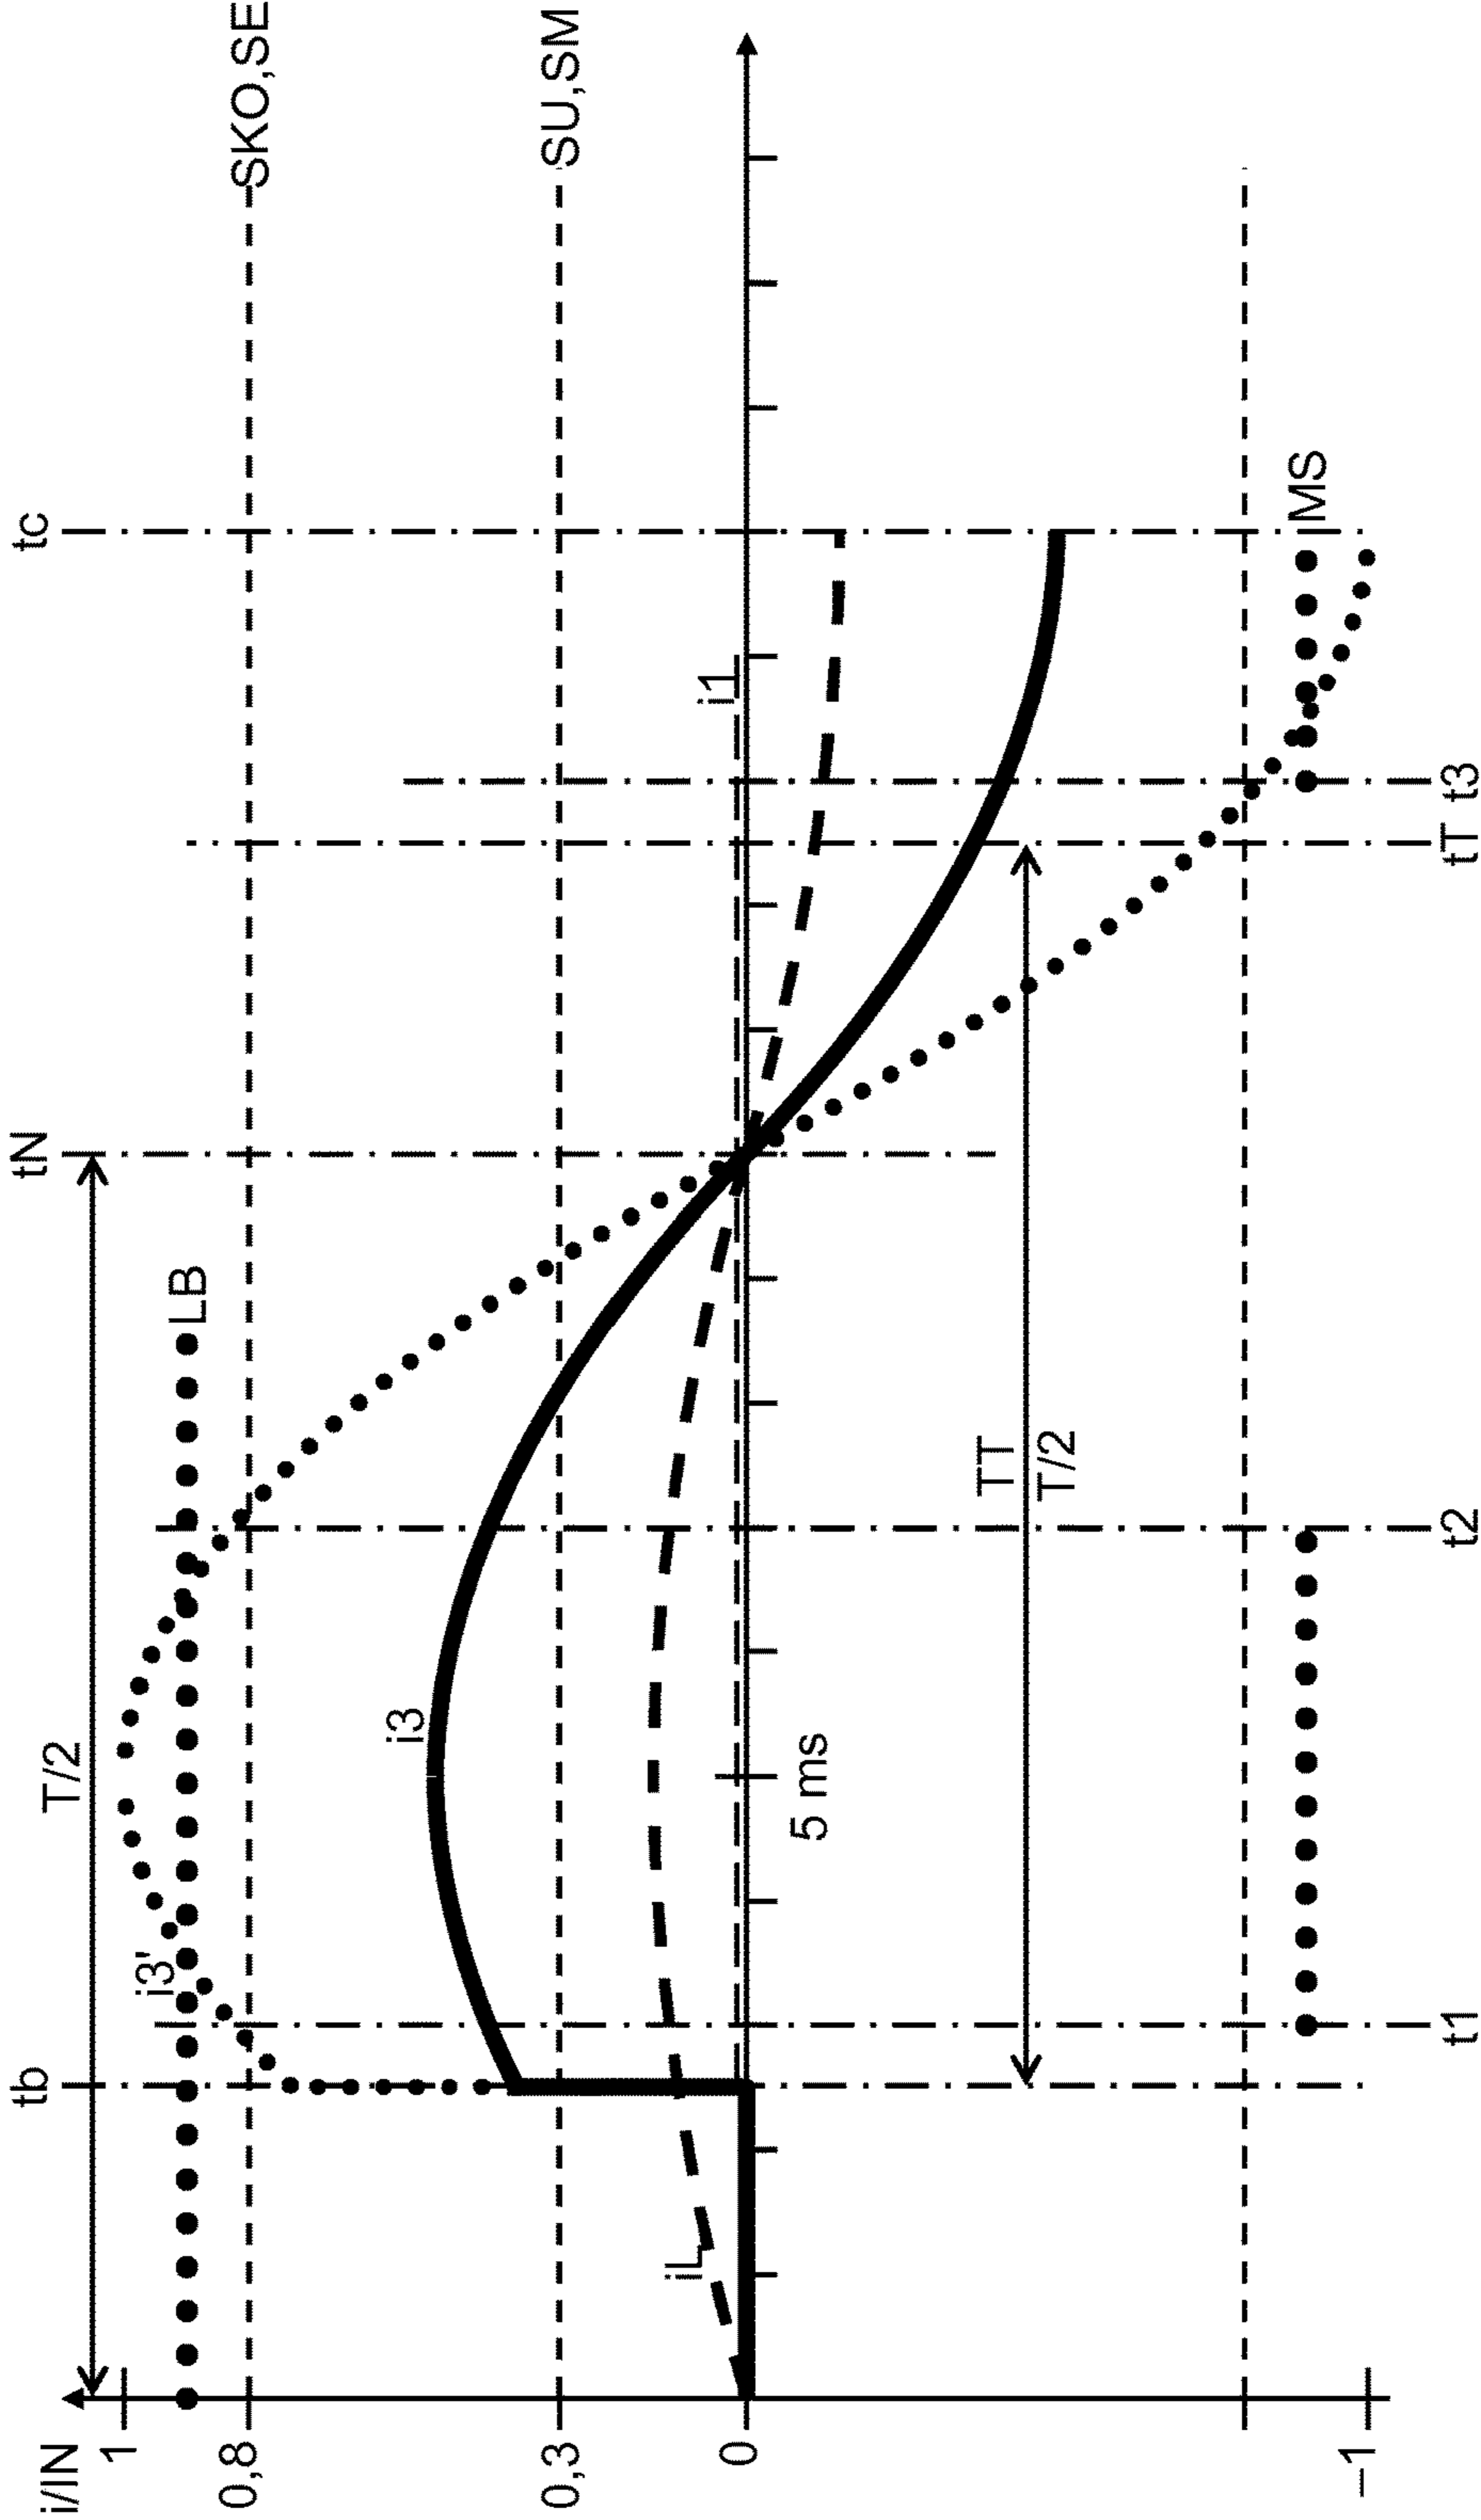 i/IN
T/2
tb
tN
tc
1
i3'
LB
0,8
SKO,SE
i3
0,3
SU,SM
iL
i1
0
5 ms
TT
T/2
MS
–1
t1
t2
tT
t3